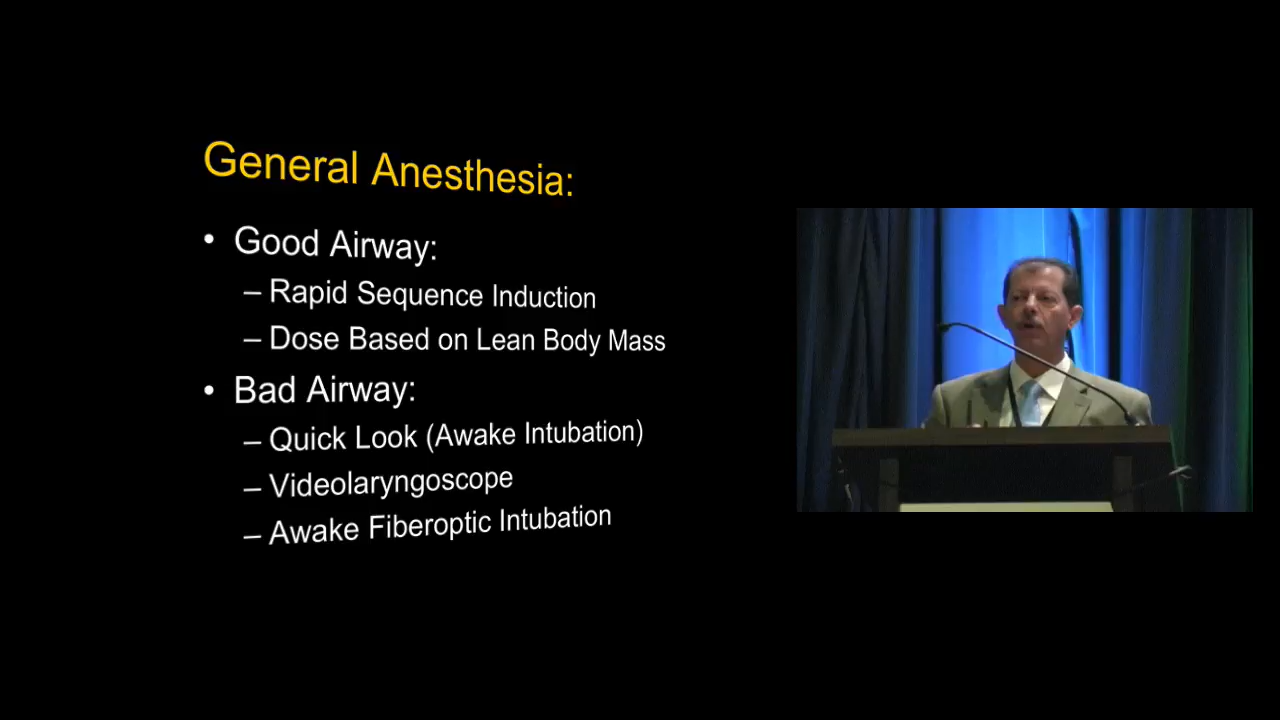 General Anesthesia:
• Good Airway:
– Rapid Sequence Induction
– Dose Based on Lean Body Mass
• Bad Airway:
– Quick Look (Awake Intubation)
– Videolaryngoscope
– Awake Fiberoptic Intubation